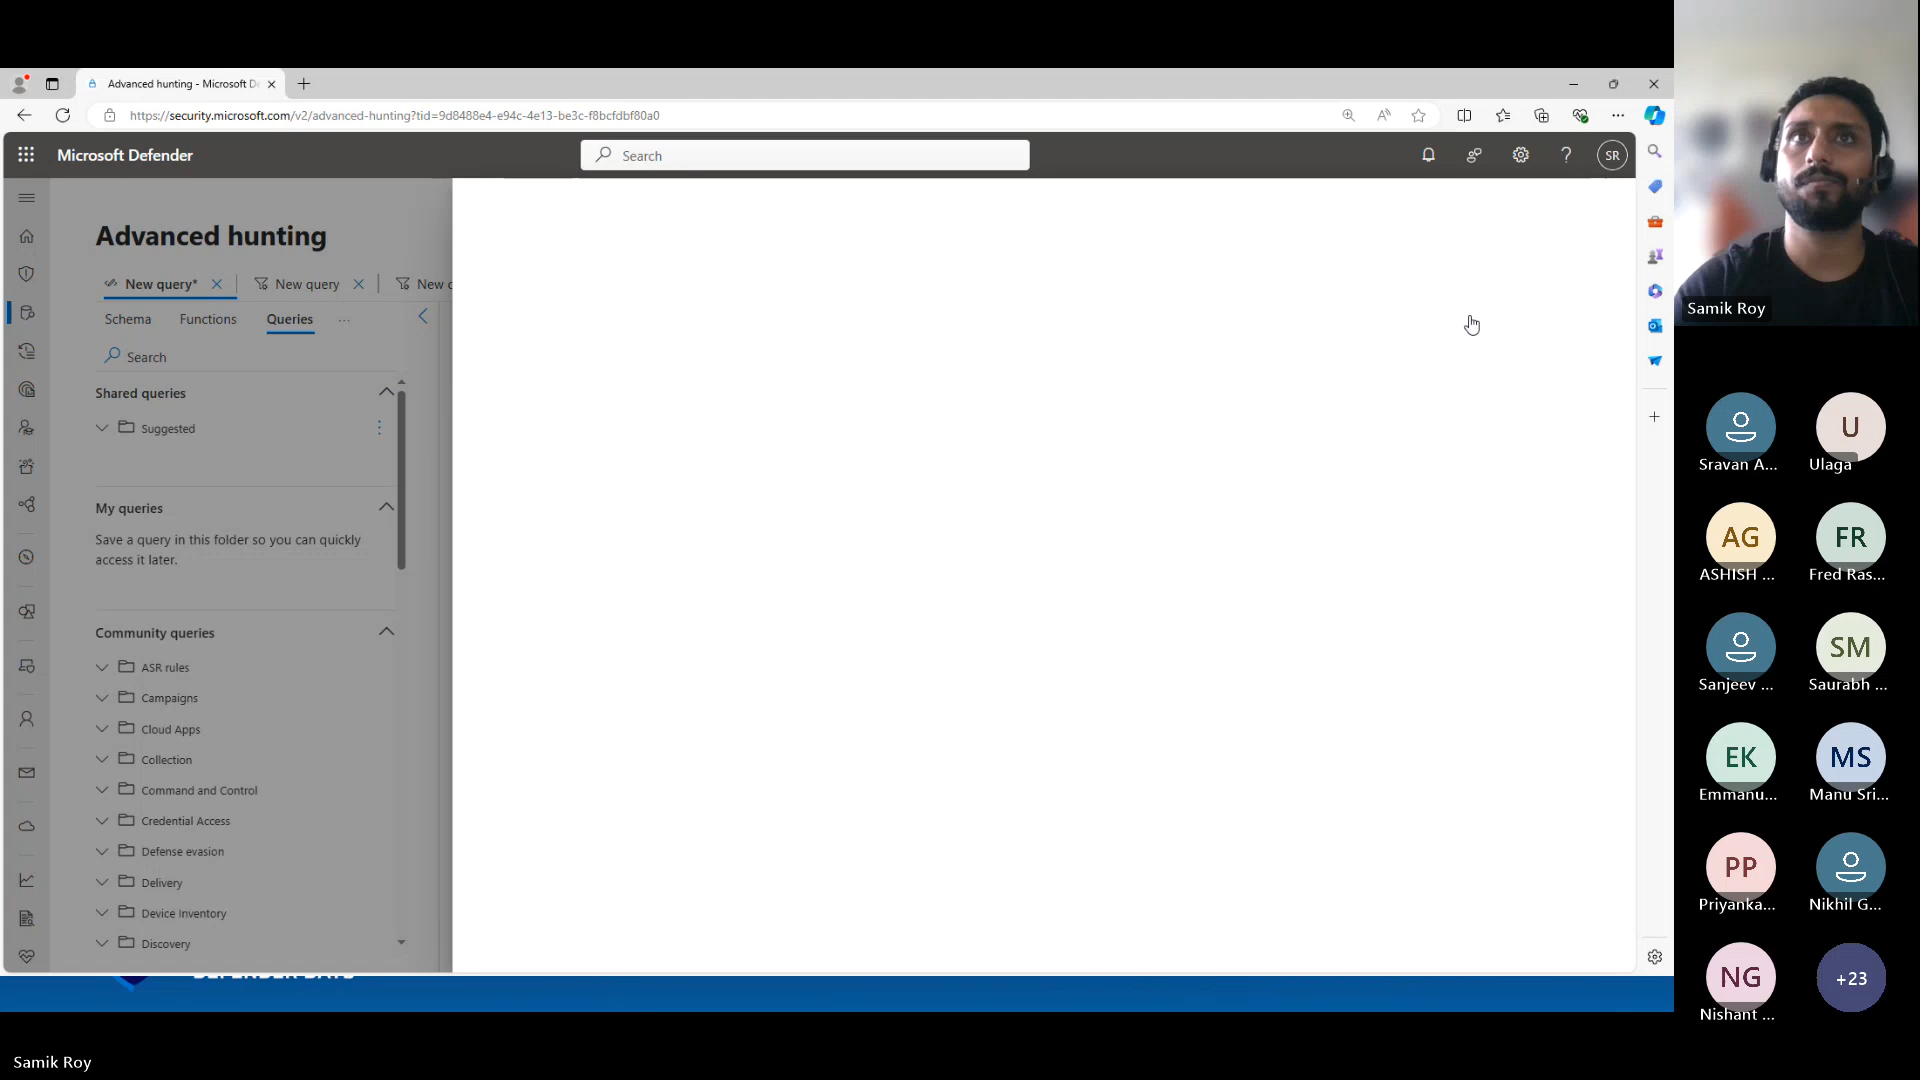 Advanced hunting - Microsoft De
https://security.microsoft.com/v2/advanced-hunting?tid=9d8488e4-e94c-4e13-be3c-f8bcfdbf80a0
Microsoft Defender
Search
SR
Advanced hunting
New query*
New query
New c
Schema
Functions
Queries
Search
Shared queries
Suggested
My queries
Save a query in this folder so you can quickly
access it later.
Community queries
ASR rules
Campaigns
Cloud Apps
Collection
Command and Control
Credential Access
Defense evasion
Delivery
Device Inventory
Discovery
Samik Roy
Sravan A...
U
Ulaga
AG
ASHISH ...
FR
Fred Ras...
Sanjeev ...
SM
Saurabh ...
EK
Emmanu...
MS
Manu Sri...
PP
Priyanka...
Nikhil G...
NG
Nishant ...
+23
Samik Roy